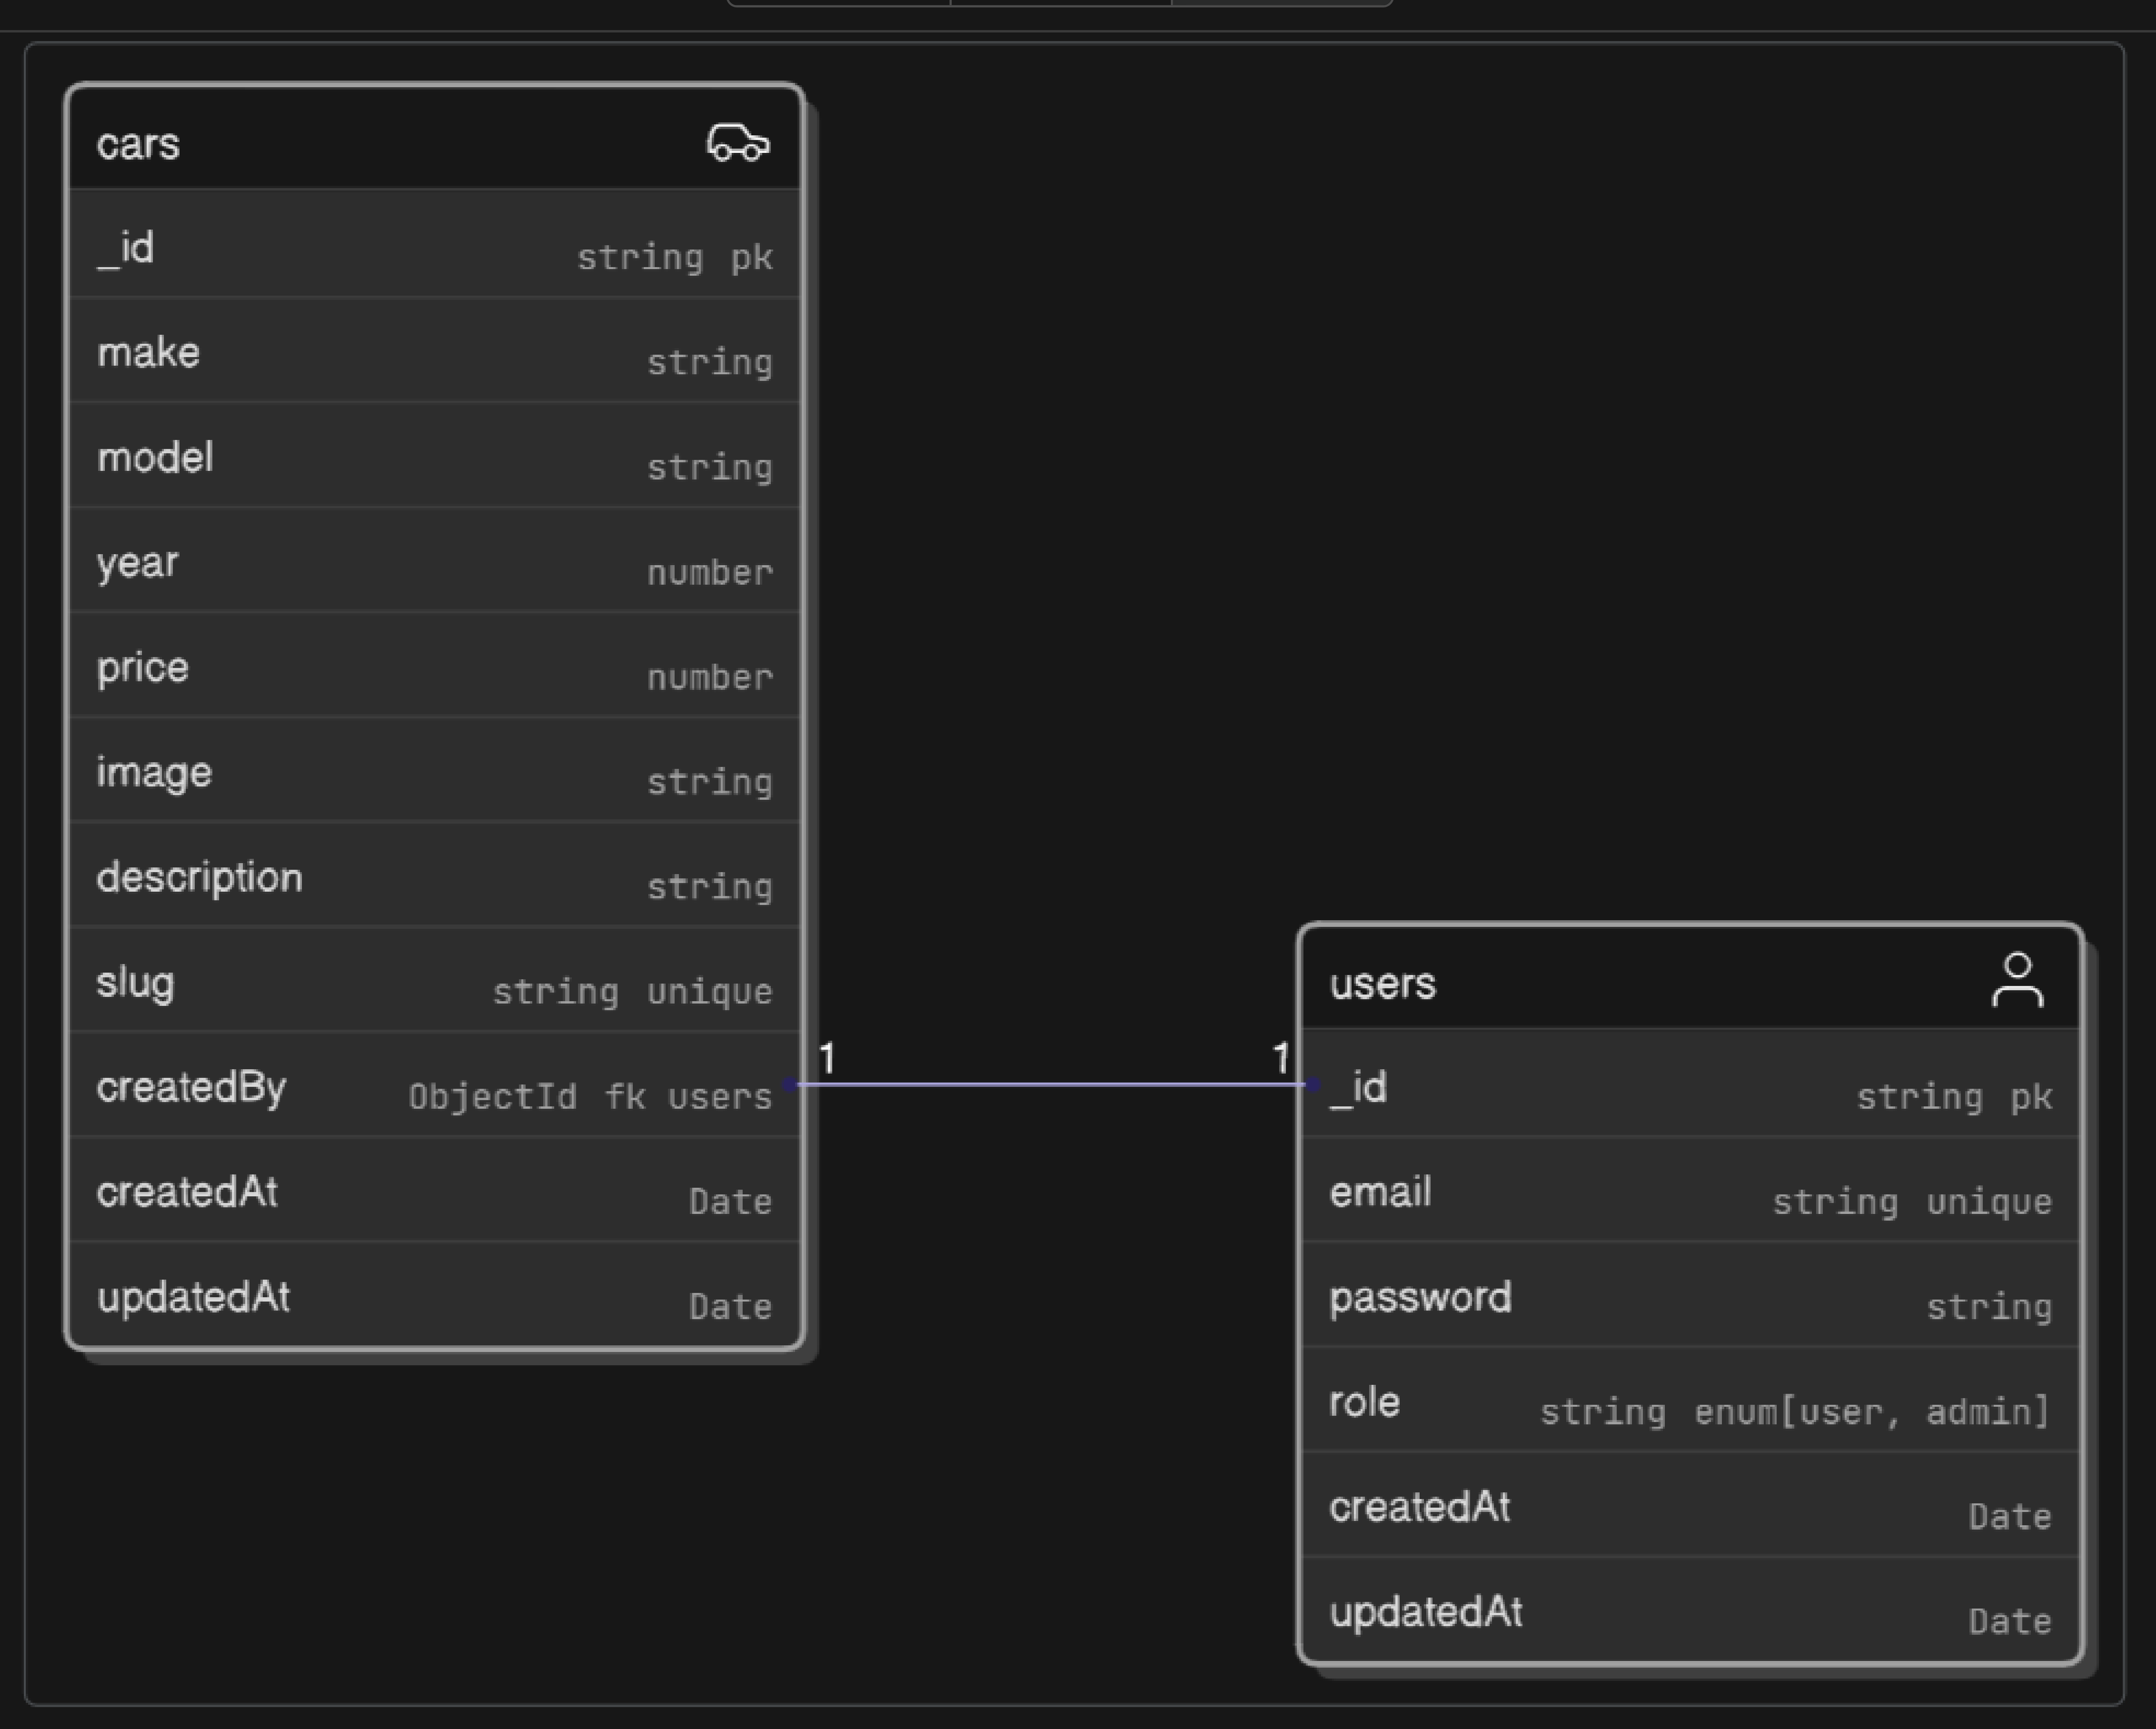 cars
_id string pk
make string
model string
year number
price number
image string
description string
slug string unique
createdBy ObjectId fk users
createdAt Date
updatedAt Date
1 1
users
_id string pk
email string unique
password string
role string enum[user, admin]
createdAt Date
updatedAt Date